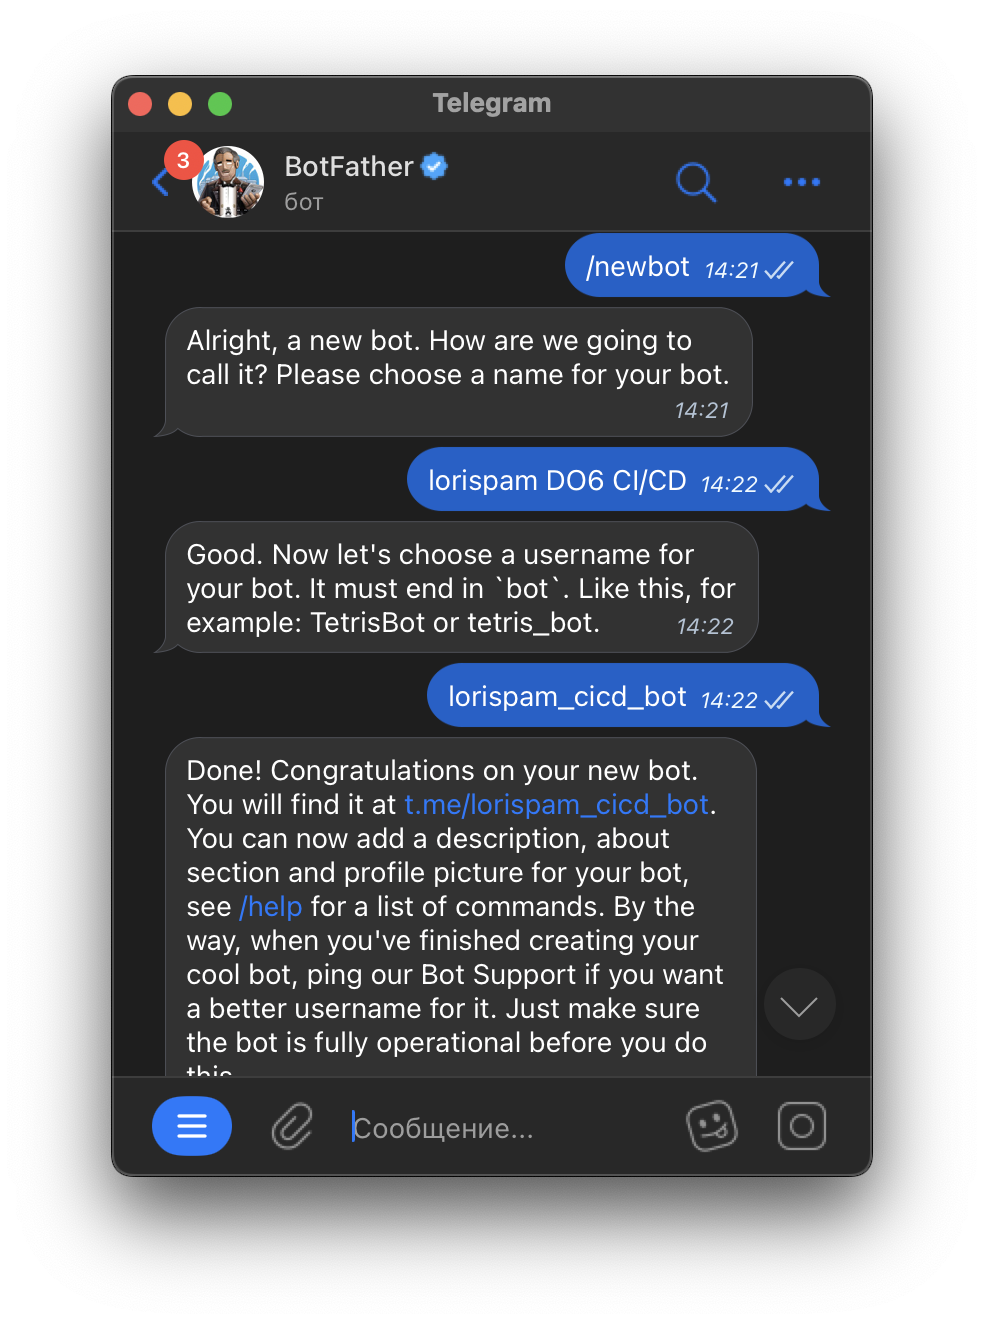 Telegram
3
BotFather
бот
/newbot 14:21
Alright, a new bot. How are we going to
call it? Please choose a name for your bot.
14:21
lorispam DO6 CI/CD 14:22
Good. Now let's choose a username for
your bot. It must end in `bot`. Like this, for
example: TetrisBot or tetris_bot. 14:22
lorispam_cicd_bot 14:22
Done! Congratulations on your new bot.
You will find it at t.me/lorispam_cicd_bot.
You can now add a description, about
section and profile picture for your bot,
see /help for a list of commands. By the
way, when you've finished creating your
cool bot, ping our Bot Support if you want
a better username for it. Just make sure
the bot is fully operational before you do
this.
Сообщение...